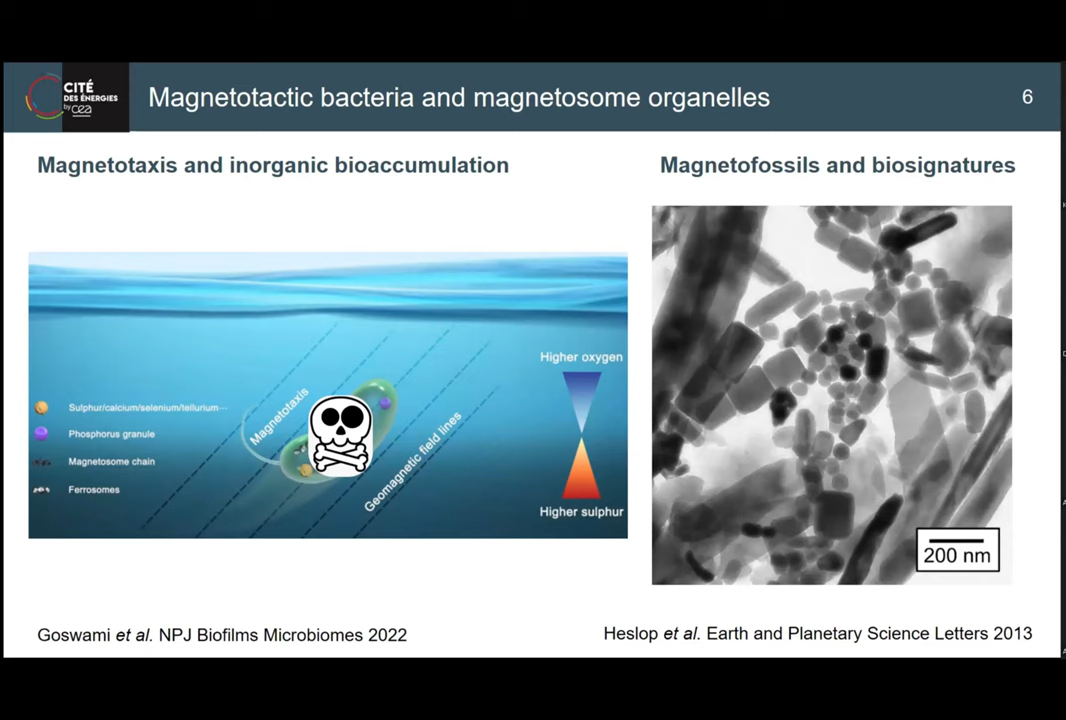 CITÉ
DES ÉNERGIES
by cea
Magnetotactic bacteria and magnetosome organelles
6
Magnetotaxis and inorganic bioaccumulation
Magnetofossils and biosignatures
Higher oxygen
Sulphur/calcium/selenium/tellurium···
Phosphorus granule
Magnetosome chain
Ferrosomes
Magnetotaxis
Geomagnetic field lines
Higher sulphur
200 nm
Goswami et al. NPJ Biofilms Microbiomes 2022
Heslop et al. Earth and Planetary Science Letters 2013